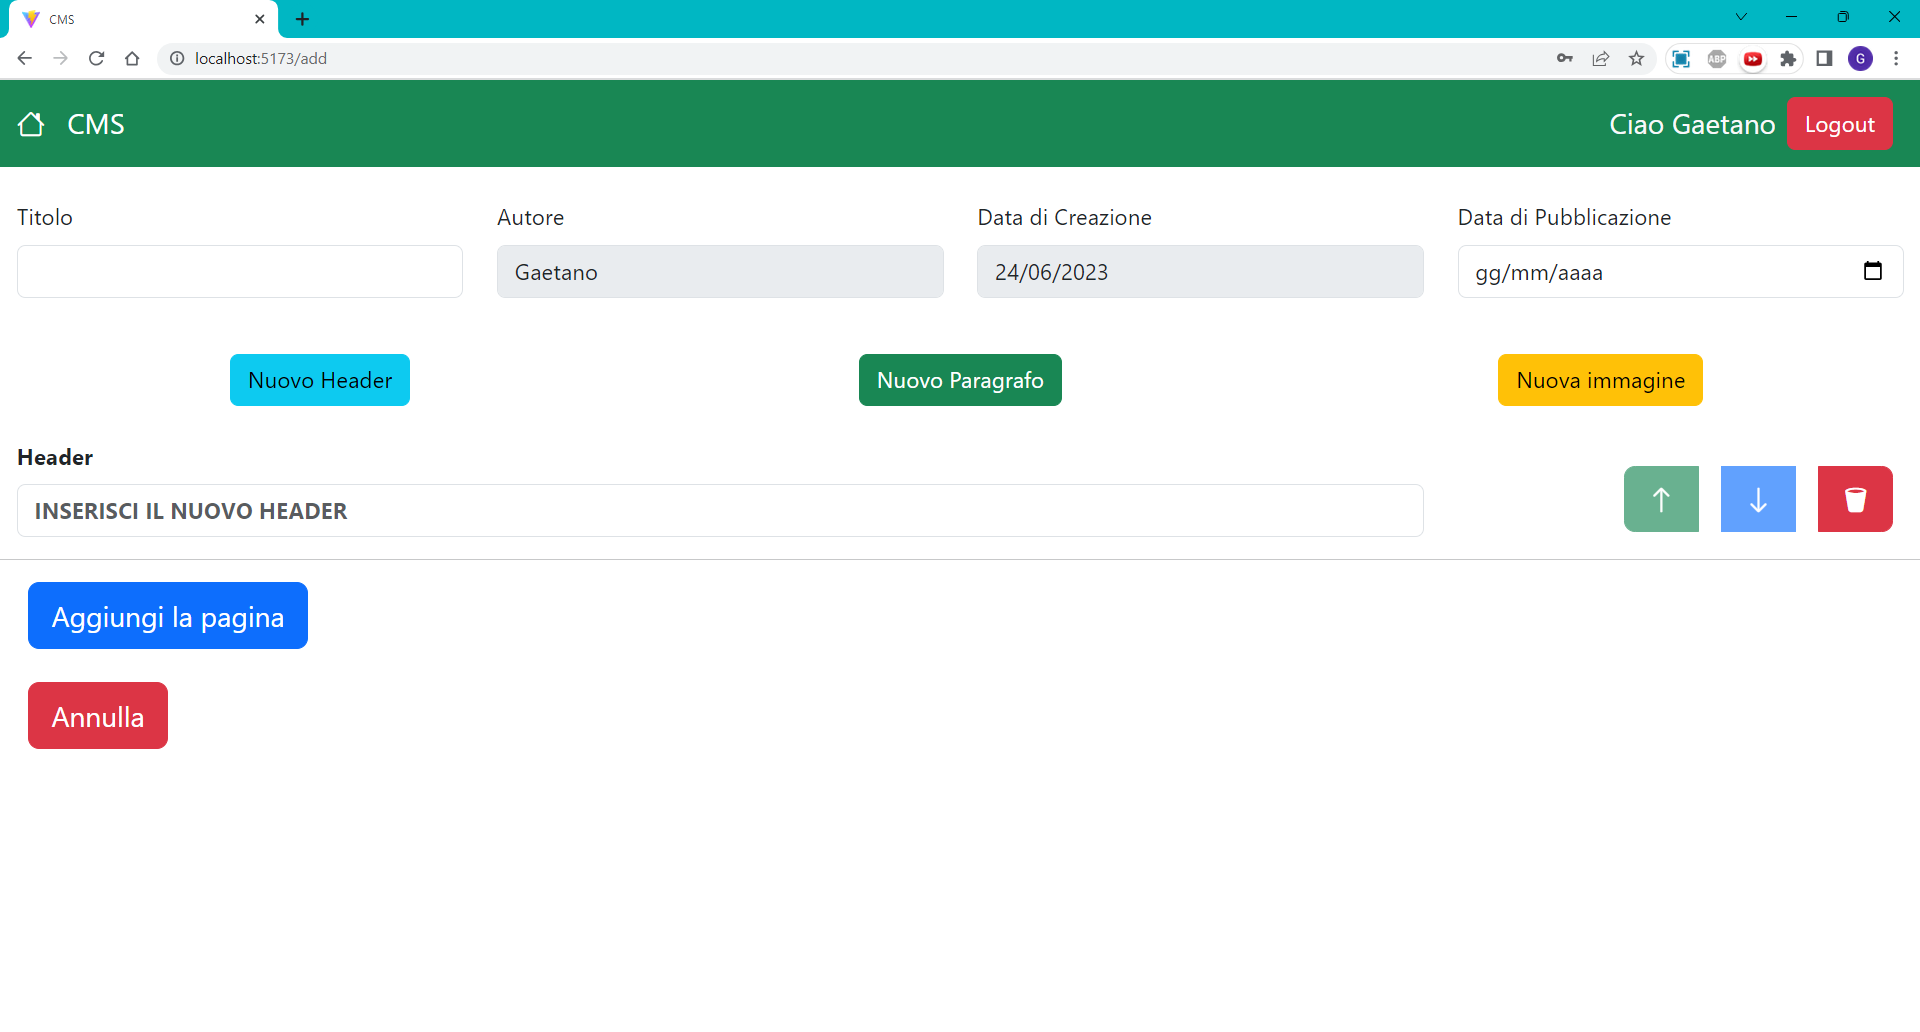 CMS
localhost:5173/add
ABP
G
CMS
Ciao Gaetano
Logout
Titolo
Autore
Data di Creazione
Data di Pubblicazione
Gaetano
24/06/2023
gg/mm/aaaa
Nuovo Header
Nuovo Paragrafo
Nuova immagine
Header
INSERISCI IL NUOVO HEADER
Aggiungi la pagina
Annulla